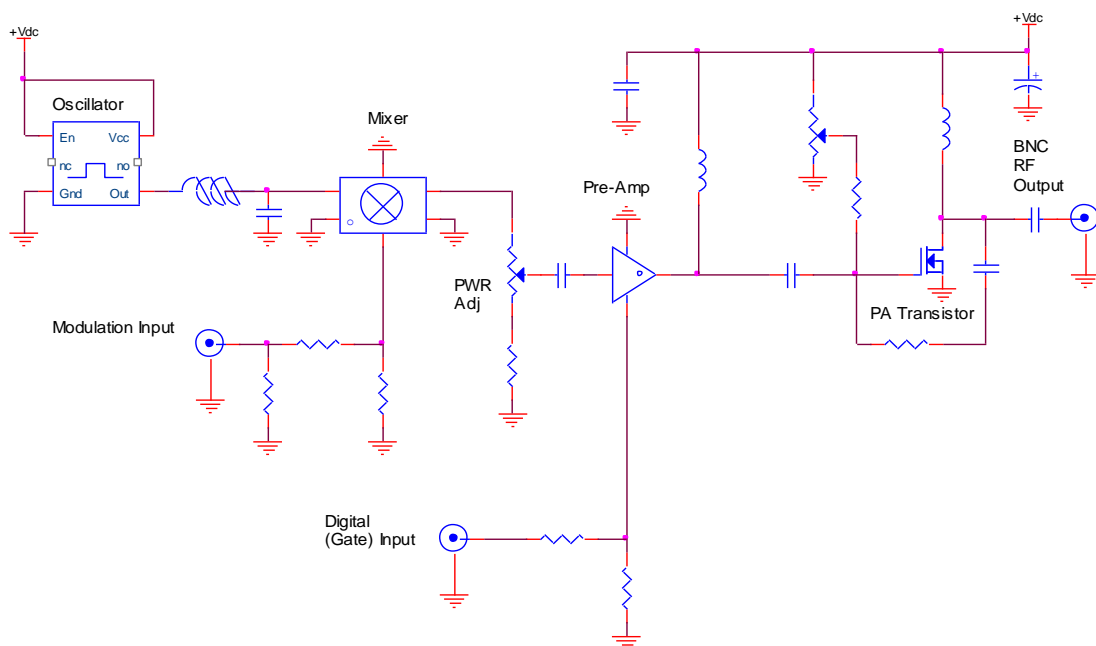 +Vdc
Oscillator
En
Vcc
nc
no
Gnd
Out
Mixer
Modulation Input
PWR
Adj
Pre-Amp
Digital
(Gate) Input
+Vdc
+
BNC
RF
Output
PA Transistor